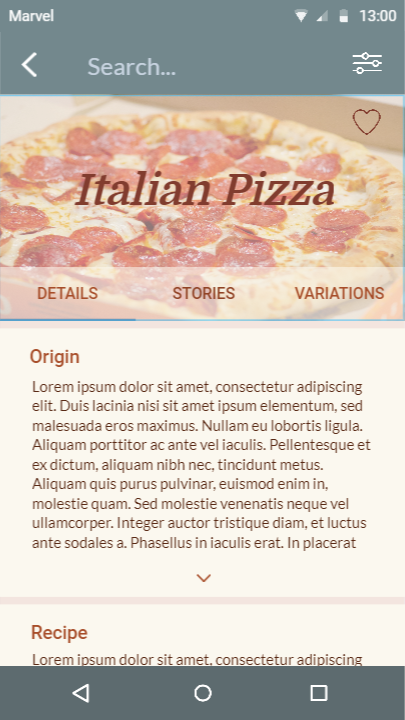 Marvel 13:00
Search...
Italian Pizza
DETAILS STORIES VARIATIONS
Origin
Lorem ipsum dolor sit amet, consectetur adipiscing
elit. Duis lacinia nisi sit amet ipsum elementum, sed
malesuada eros maximus. Nullam eu lobortis ligula.
Aliquam porttitor ac ante vel iaculis. Pellentesque et
ex dictum, aliquam nibh nec, tincidunt metus.
Aliquam quis purus pulvinar, euismod enim in,
molestie quam. Sed molestie venenatis neque vel
ullamcorper. Integer auctor tristique diam, et luctus
ante sodales a. Phasellus in iaculis erat. In placerat
Recipe
Lorem ipsum dolor sit amet, consectetur adipiscing